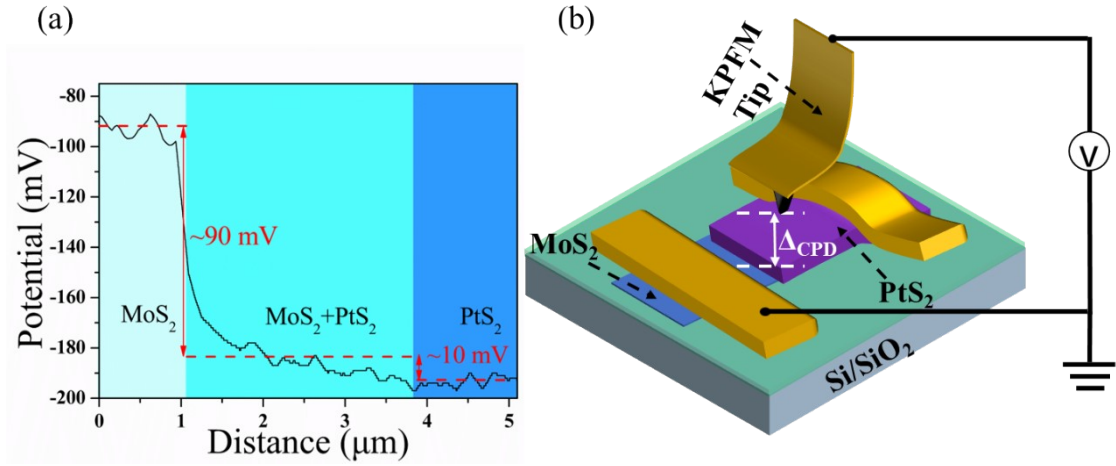 (a)
-80
-100
-120
-140
-160
-180
-200
Potential (mV)
~90 mV
MoS₂
MoS₂+PtS₂
PtS₂
~10 mV
0
1
2
3
4
5
Distance (μm)
(b)
KPFM
Tip
V
MoS₂
Δ_CPD
PtS₂
Si/SiO₂